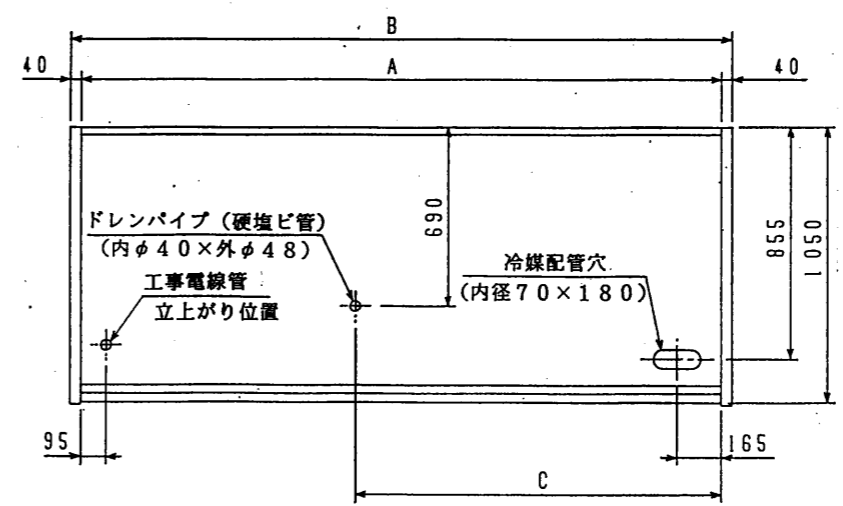 B
40
A
40
ドレンパイプ（硬塩ビ管）
（内φ４０×外φ４８）
工事電線管
立上がり位置
690
冷媒配管穴
（内径７０×１８０）
855
1050
95
165
C